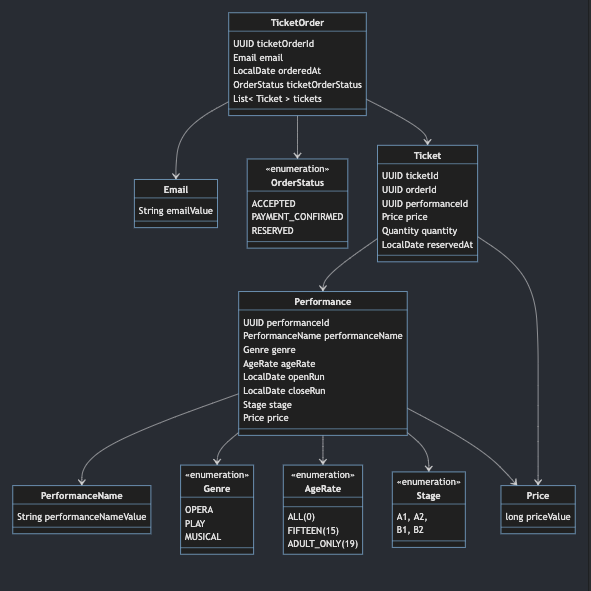 TicketOrder
UUID ticketOrderId
Email email
LocalDate orderedAt
OrderStatus ticketOrderStatus
List< Ticket > tickets
Email
String emailValue
«enumeration»
OrderStatus
ACCEPTED
PAYMENT_CONFIRMED
RESERVED
Ticket
UUID ticketId
UUID orderId
UUID performanceId
Price price
Quantity quantity
LocalDate reservedAt
Performance
UUID performanceId
PerformanceName performanceName
Genre genre
AgeRate ageRate
LocalDate openRun
LocalDate closeRun
Stage stage
Price price
PerformanceName
String performanceNameValue
«enumeration»
Genre
OPERA
PLAY
MUSICAL
«enumeration»
AgeRate
ALL(0)
FIFTEEN(15)
ADULT_ONLY(19)
«enumeration»
Stage
A1, A2,
B1, B2
Price
long priceValue